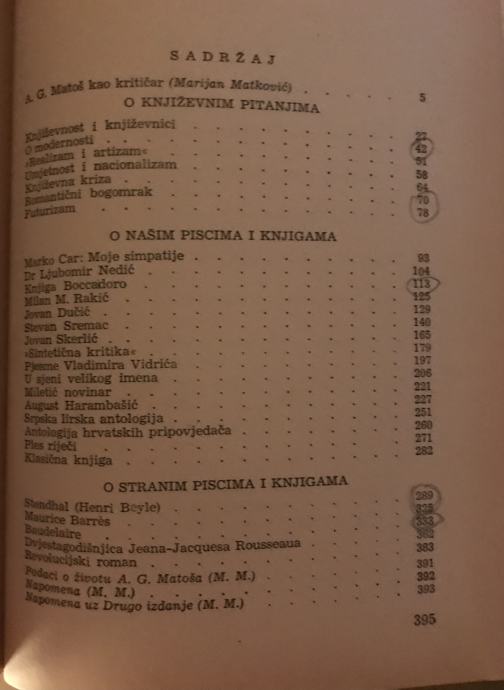 SADRŽAJ
A. G. Matoš kao kritičar (Marijan Matković) . . . . 5
O KNJIŽEVNIM PITANJIMA
Književnost i književnici . . . . . . . 27
O modernosti . . . . . . . . 42
»Realizam i artizam« . . . . . . . 51
Umjetnost i nacionalizam . . . . . . . 58
Književna kriza . . . . . . . . 64
Romantični bogomrak . . . . . . . 70
Futurizam . . . . . . . . 78
O NAŠIM PISCIMA I KNJIGAMA
Marko Car: Moje simpatije . . . . . . . 93
Dr Ljubomir Nedić . . . . . . . . 104
Knjiga Boccadoro . . . . . . . . 113
Milan M. Rakić . . . . . . . . 125
Jovan Dučić . . . . . . . . 129
Stevan Sremac . . . . . . . . 140
Jovan Skerlić . . . . . . . . 165
»Sintetična kritika« . . . . . . . . 179
Pjesme Vladimira Vidrića . . . . . . . 197
U sjeni velikog imena . . . . . . . 206
Miletić novinar . . . . . . . . 221
August Harambašić . . . . . . . 227
Srpska lirska antologija . . . . . . . 251
Antologija hrvatskih pripovjedača . . . . . . 260
Ples riječi . . . . . . . . 271
Klasična knjiga . . . . . . . . 282
O STRANIM PISCIMA I KNJIGAMA
Stendhal (Henri Beyle) . . . . . . . 289
Maurice Barrès . . . . . . . . 325
Baudelaire . . . . . . . . 333
Dvjestagodišnjica Jeana-Jacquesa Rousseaua . . . . 362
Revolucijski roman . . . . . . . 383
Podaci o životu A. G. Matoša (M. M.) . . . . . 391
Napomena (M. M.) . . . . . . . 392
Napomena uz Drugo izdanje (M. M.) . . . . . 393
395